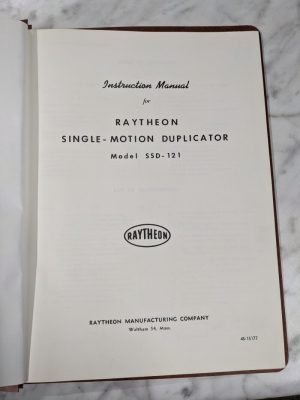 Instruction Manual
for
RAYTHEON
SINGLE-MOTION DUPLICATOR
Model SSD-121
RAYTHEON
RAYTHEON MANUFACTURING COMPANY
Waltham 54, Mass.